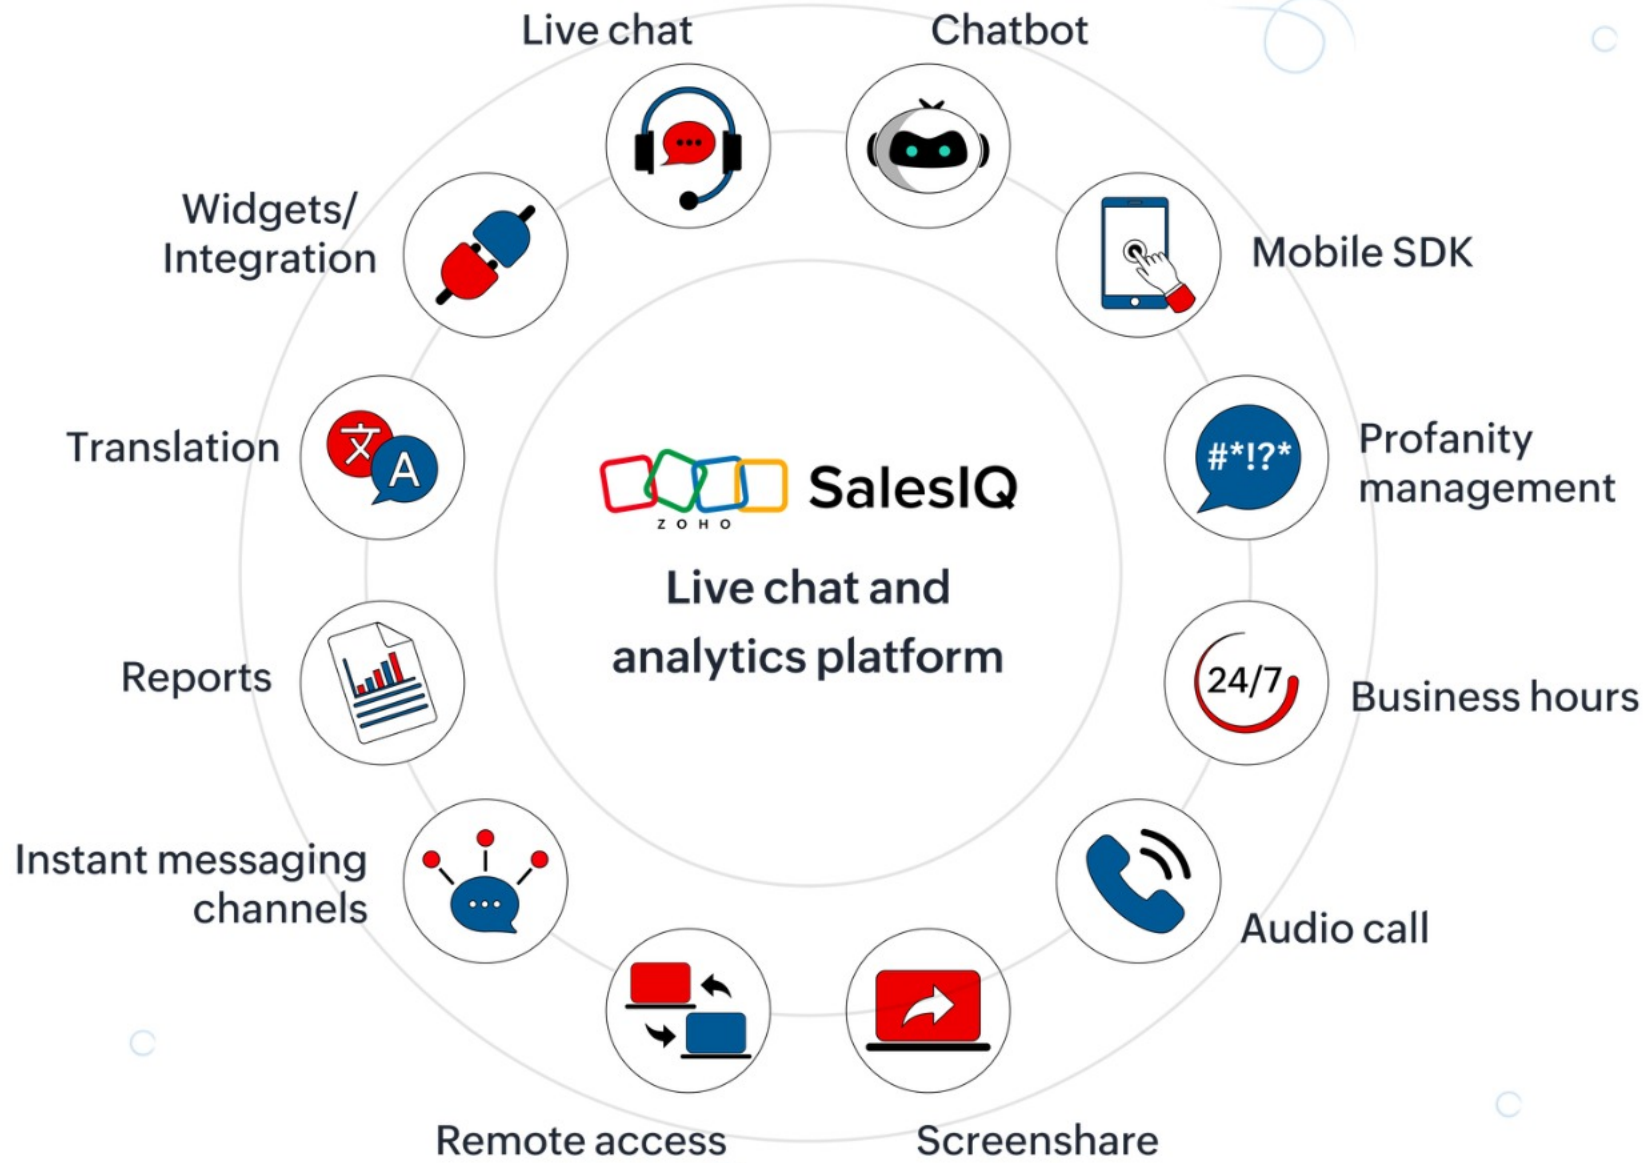 Live chat
Chatbot
Widgets/
Integration
Mobile SDK
Translation
文
A
#*!?*
Profanity
management
ZOHO
SalesIQ
Live chat and
analytics platform
Reports
24/7
Business hours
Instant messaging
channels
Audio call
Remote access
Screenshare